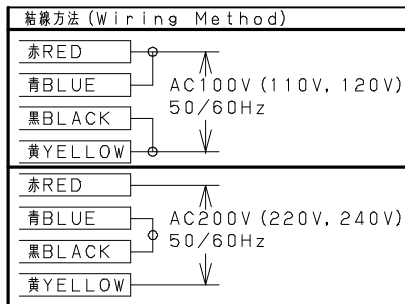 結線方法 (Wiring Method)
赤RED
青BLUE
黒BLACK
黄YELLOW
AC100V (110V, 120V)
50/60Hz
赤RED
青BLUE
黒BLACK
黄YELLOW
AC200V (220V, 240V)
50/60Hz